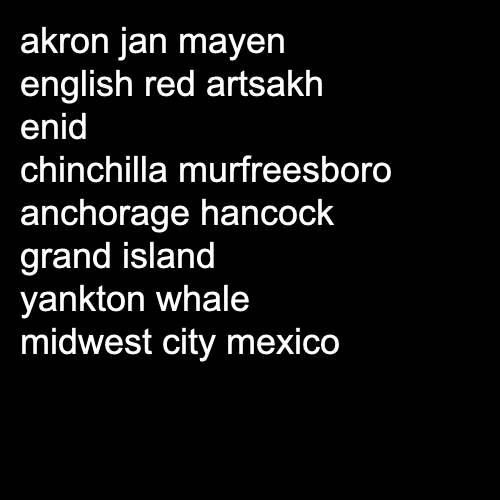 akron jan mayen
english red artsakh
enid
chinchilla murfreesboro
anchorage hancock
grand island
yankton whale
midwest city mexico